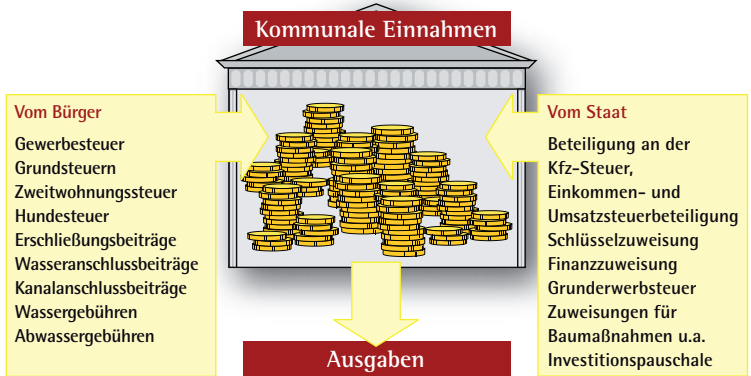 Kommunale Einnahmen
Vom Bürger
Gewerbesteuer
Grundsteuern
Zweitwohnungssteuer
Hundesteuer
Erschließungsbeiträge
Wasseranschlussbeiträge
Kanalanschlussbeiträge
Wassergebühren
Abwassergebühren
Vom Staat
Beteiligung an der
Kfz-Steuer,
Einkommen- und
Umsatzsteuerbeteiligung
Schlüsselzuweisung
Finanzzuweisung
Grunderwerbsteuer
Zuweisungen für
Baumaßnahmen u.a.
Investitionspauschale
Ausgaben